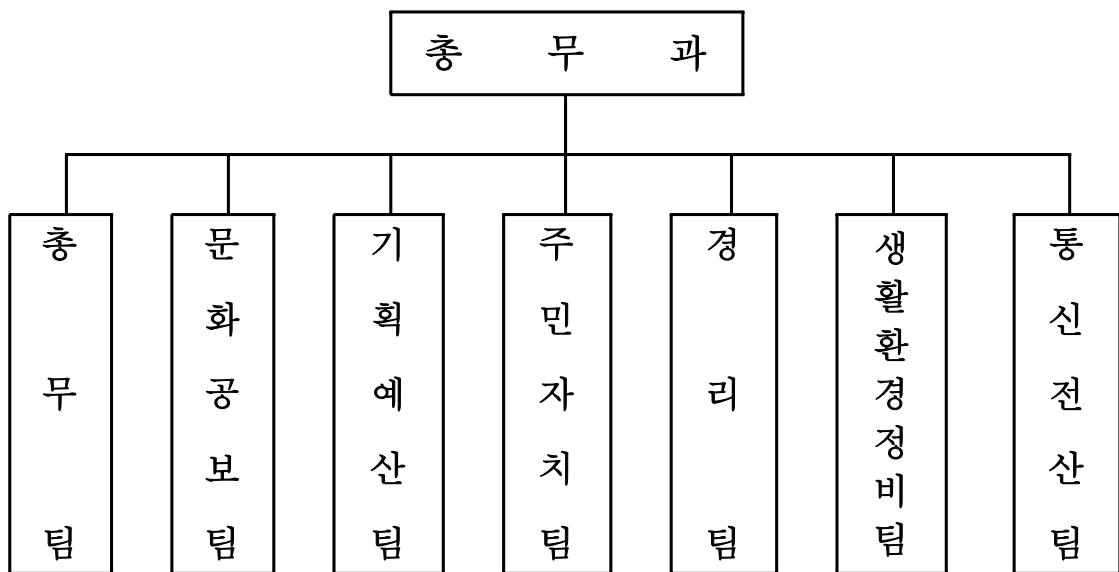 총 무 과
총무팀
문화공보팀
기획예산팀
주민자치팀
경리팀
생활환경정비팀
통신전산팀